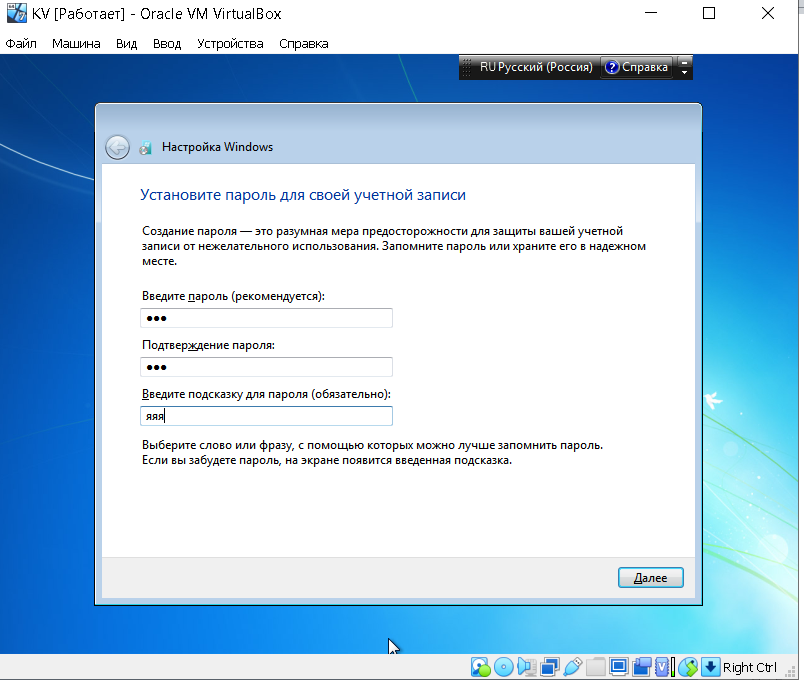 KV [Работает] - Oracle VM VirtualBox
Файл Машина Вид Ввод Устройства Справка
RU Русский (Россия) Справка
Настройка Windows
Установите пароль для своей учетной записи
Создание пароля — это разумная мера предосторожности для защиты вашей учетной
записи от нежелательного использования. Запомните пароль или храните его в надежном
месте.
Введите пароль (рекомендуется):
●●●
Подтверждение пароля:
●●●
Введите подсказку для пароля (обязательно):
яяя
Выберите слово или фразу, с помощью которых можно лучше запомнить пароль.
Если вы забудете пароль, на экране появится введенная подсказка.
Далее
Right Ctrl